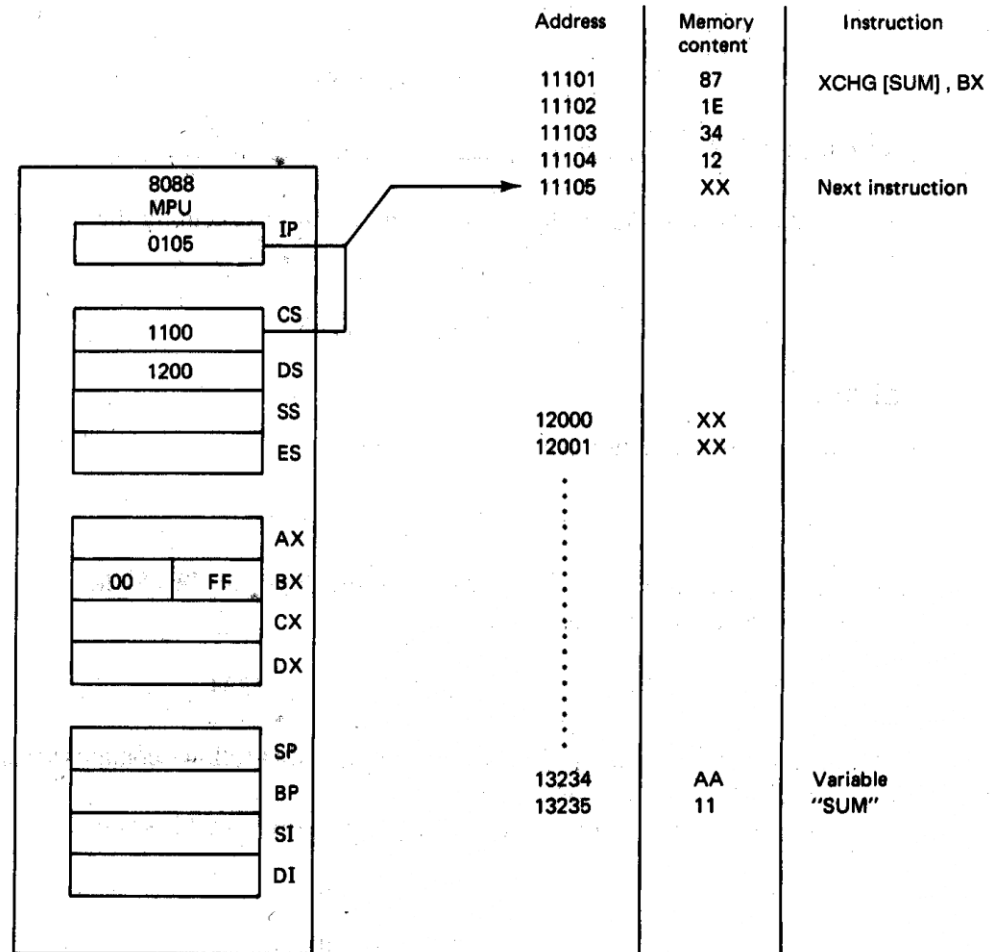 Address Memory content Instruction
11101 87 XCHG [SUM] , BX
11102 1E
11103 34
11104 12
11105 XX Next instruction
8088
MPU
0105 IP
1100 CS
1200 DS
SS
ES
12000 XX
12001 XX
AX
00 FF BX
CX
DX
SP
BP
SI
DI
13234 AA Variable
13235 11 "SUM"